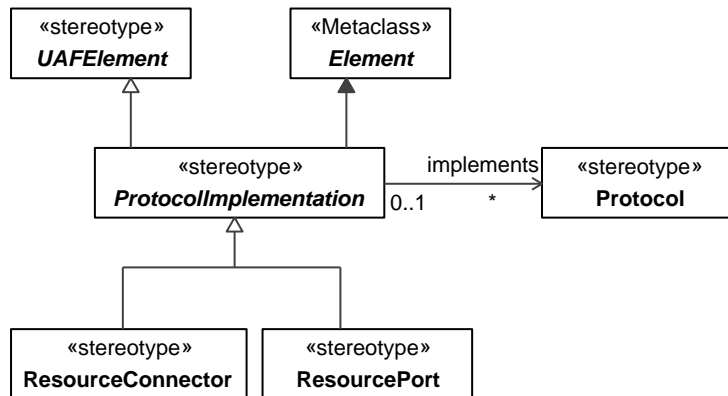 «stereotype»
UAFElement
«Metaclass»
Element
«stereotype»
ProtocolImplementation
implements
0..1
*
«stereotype»
Protocol
«stereotype»
ResourceConnector
«stereotype»
ResourcePort